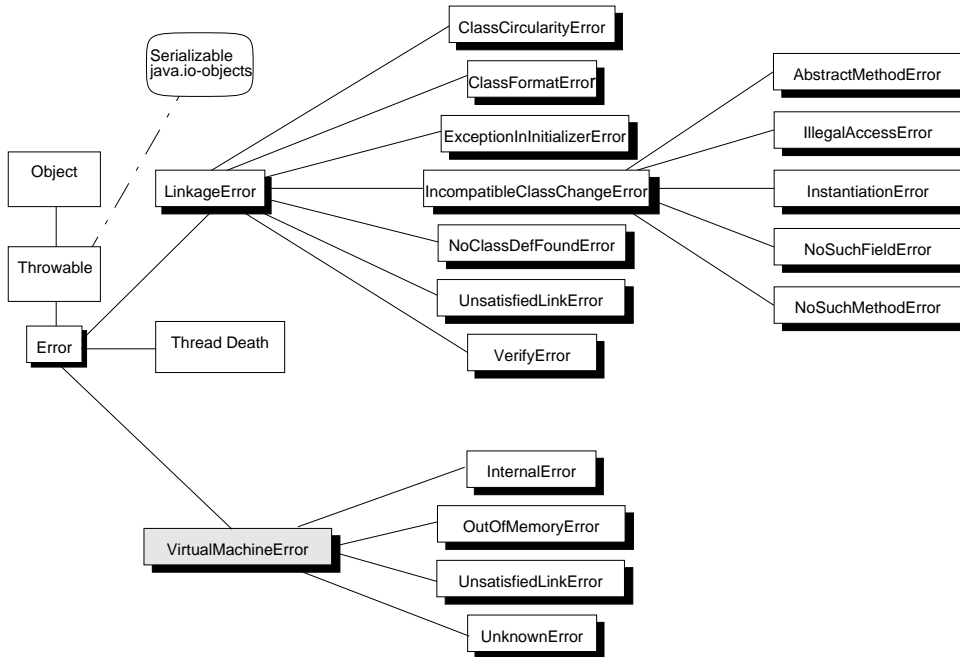 Serializable
java.io-objects
Object
Throwable
Error
LinkageError
Thread Death
VirtualMachineError
ClassCircularityError
ClassFormatError
ExceptionInInitializerError
IncompatibleClassChangeError
NoClassDefFoundError
UnsatisfiedLinkError
VerifyError
AbstractMethodError
IllegalAccessError
InstantiationError
NoSuchFieldError
NoSuchMethodError
InternalError
OutOfMemoryError
UnsatisfiedLinkError
UnknownError